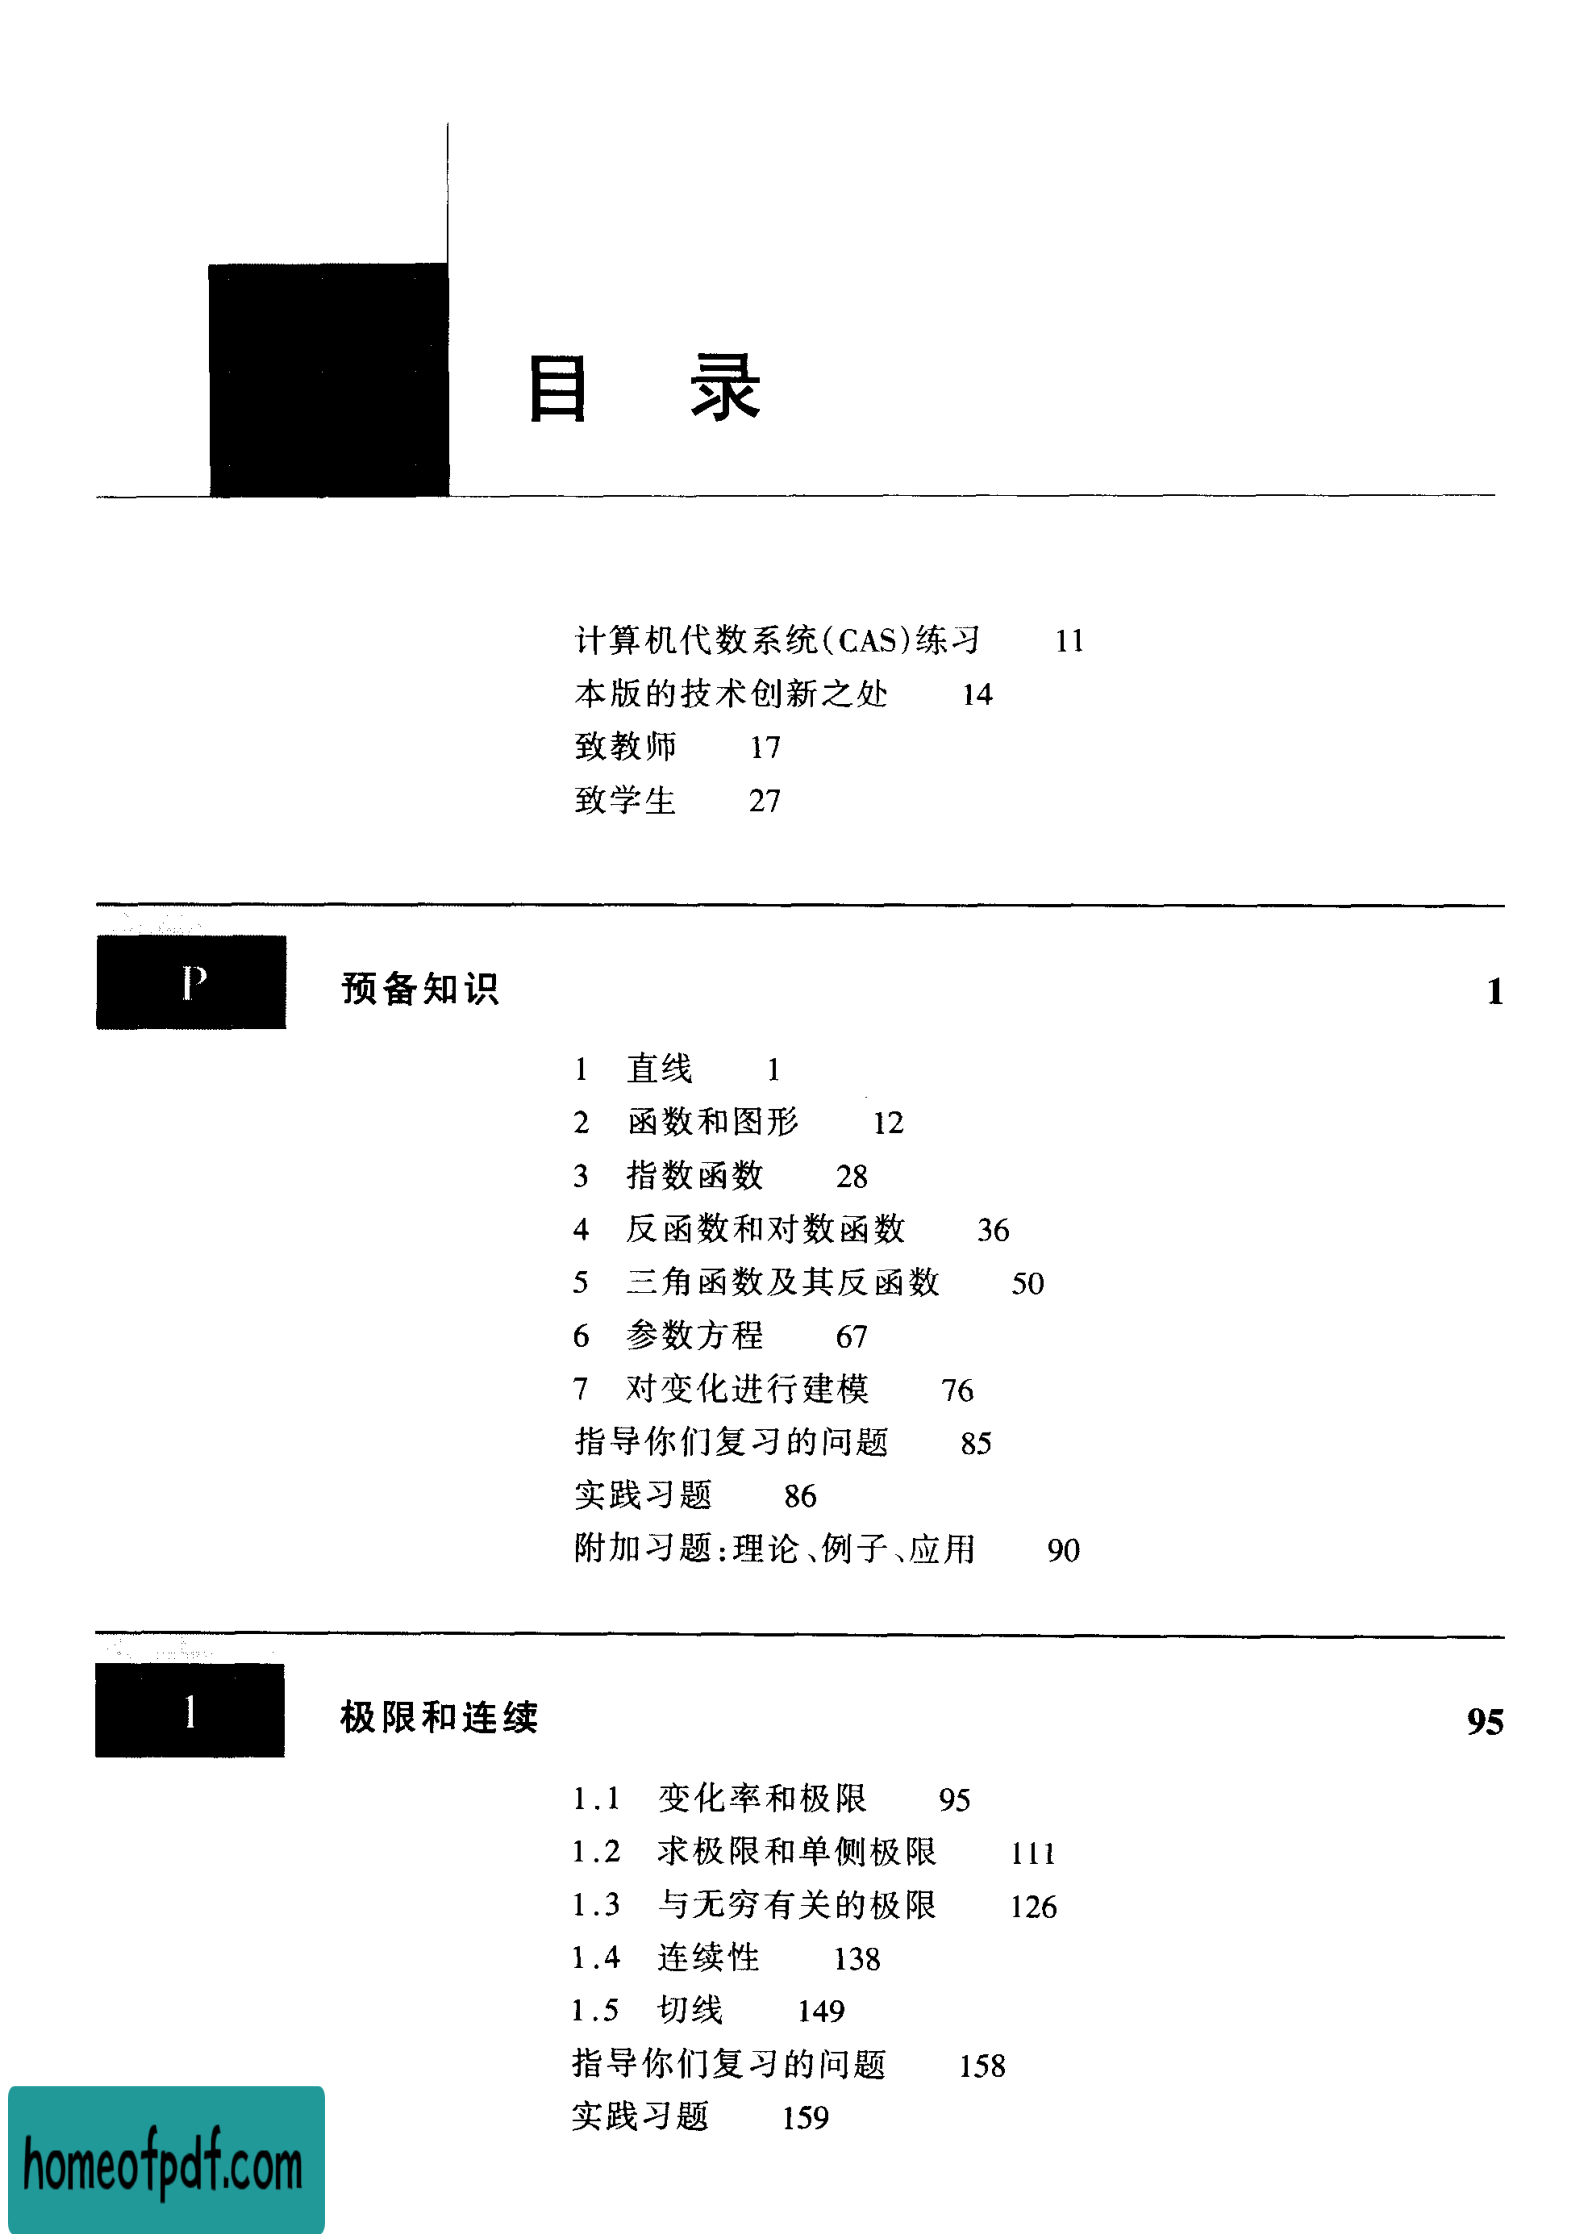 目 录
计算机代数系统(CAS)练习 11
本版的技术创新之处 14
致教师 17
致学生 27
P 预备知识 1
1 直线 1
2 函数和图形 12
3 指数函数 28
4 反函数和对数函数 36
5 三角函数及其反函数 50
6 参数方程 67
7 对变化进行建模 76
指导你们复习的问题 85
实践习题 86
附加习题:理论、例子、应用 90
1 极限和连续 95
1.1 变化率和极限 95
1.2 求极限和单侧极限 111
1.3 与无穷有关的极限 126
1.4 连续性 138
1.5 切线 149
指导你们复习的问题 158
实践习题 159
homeofpdf.com